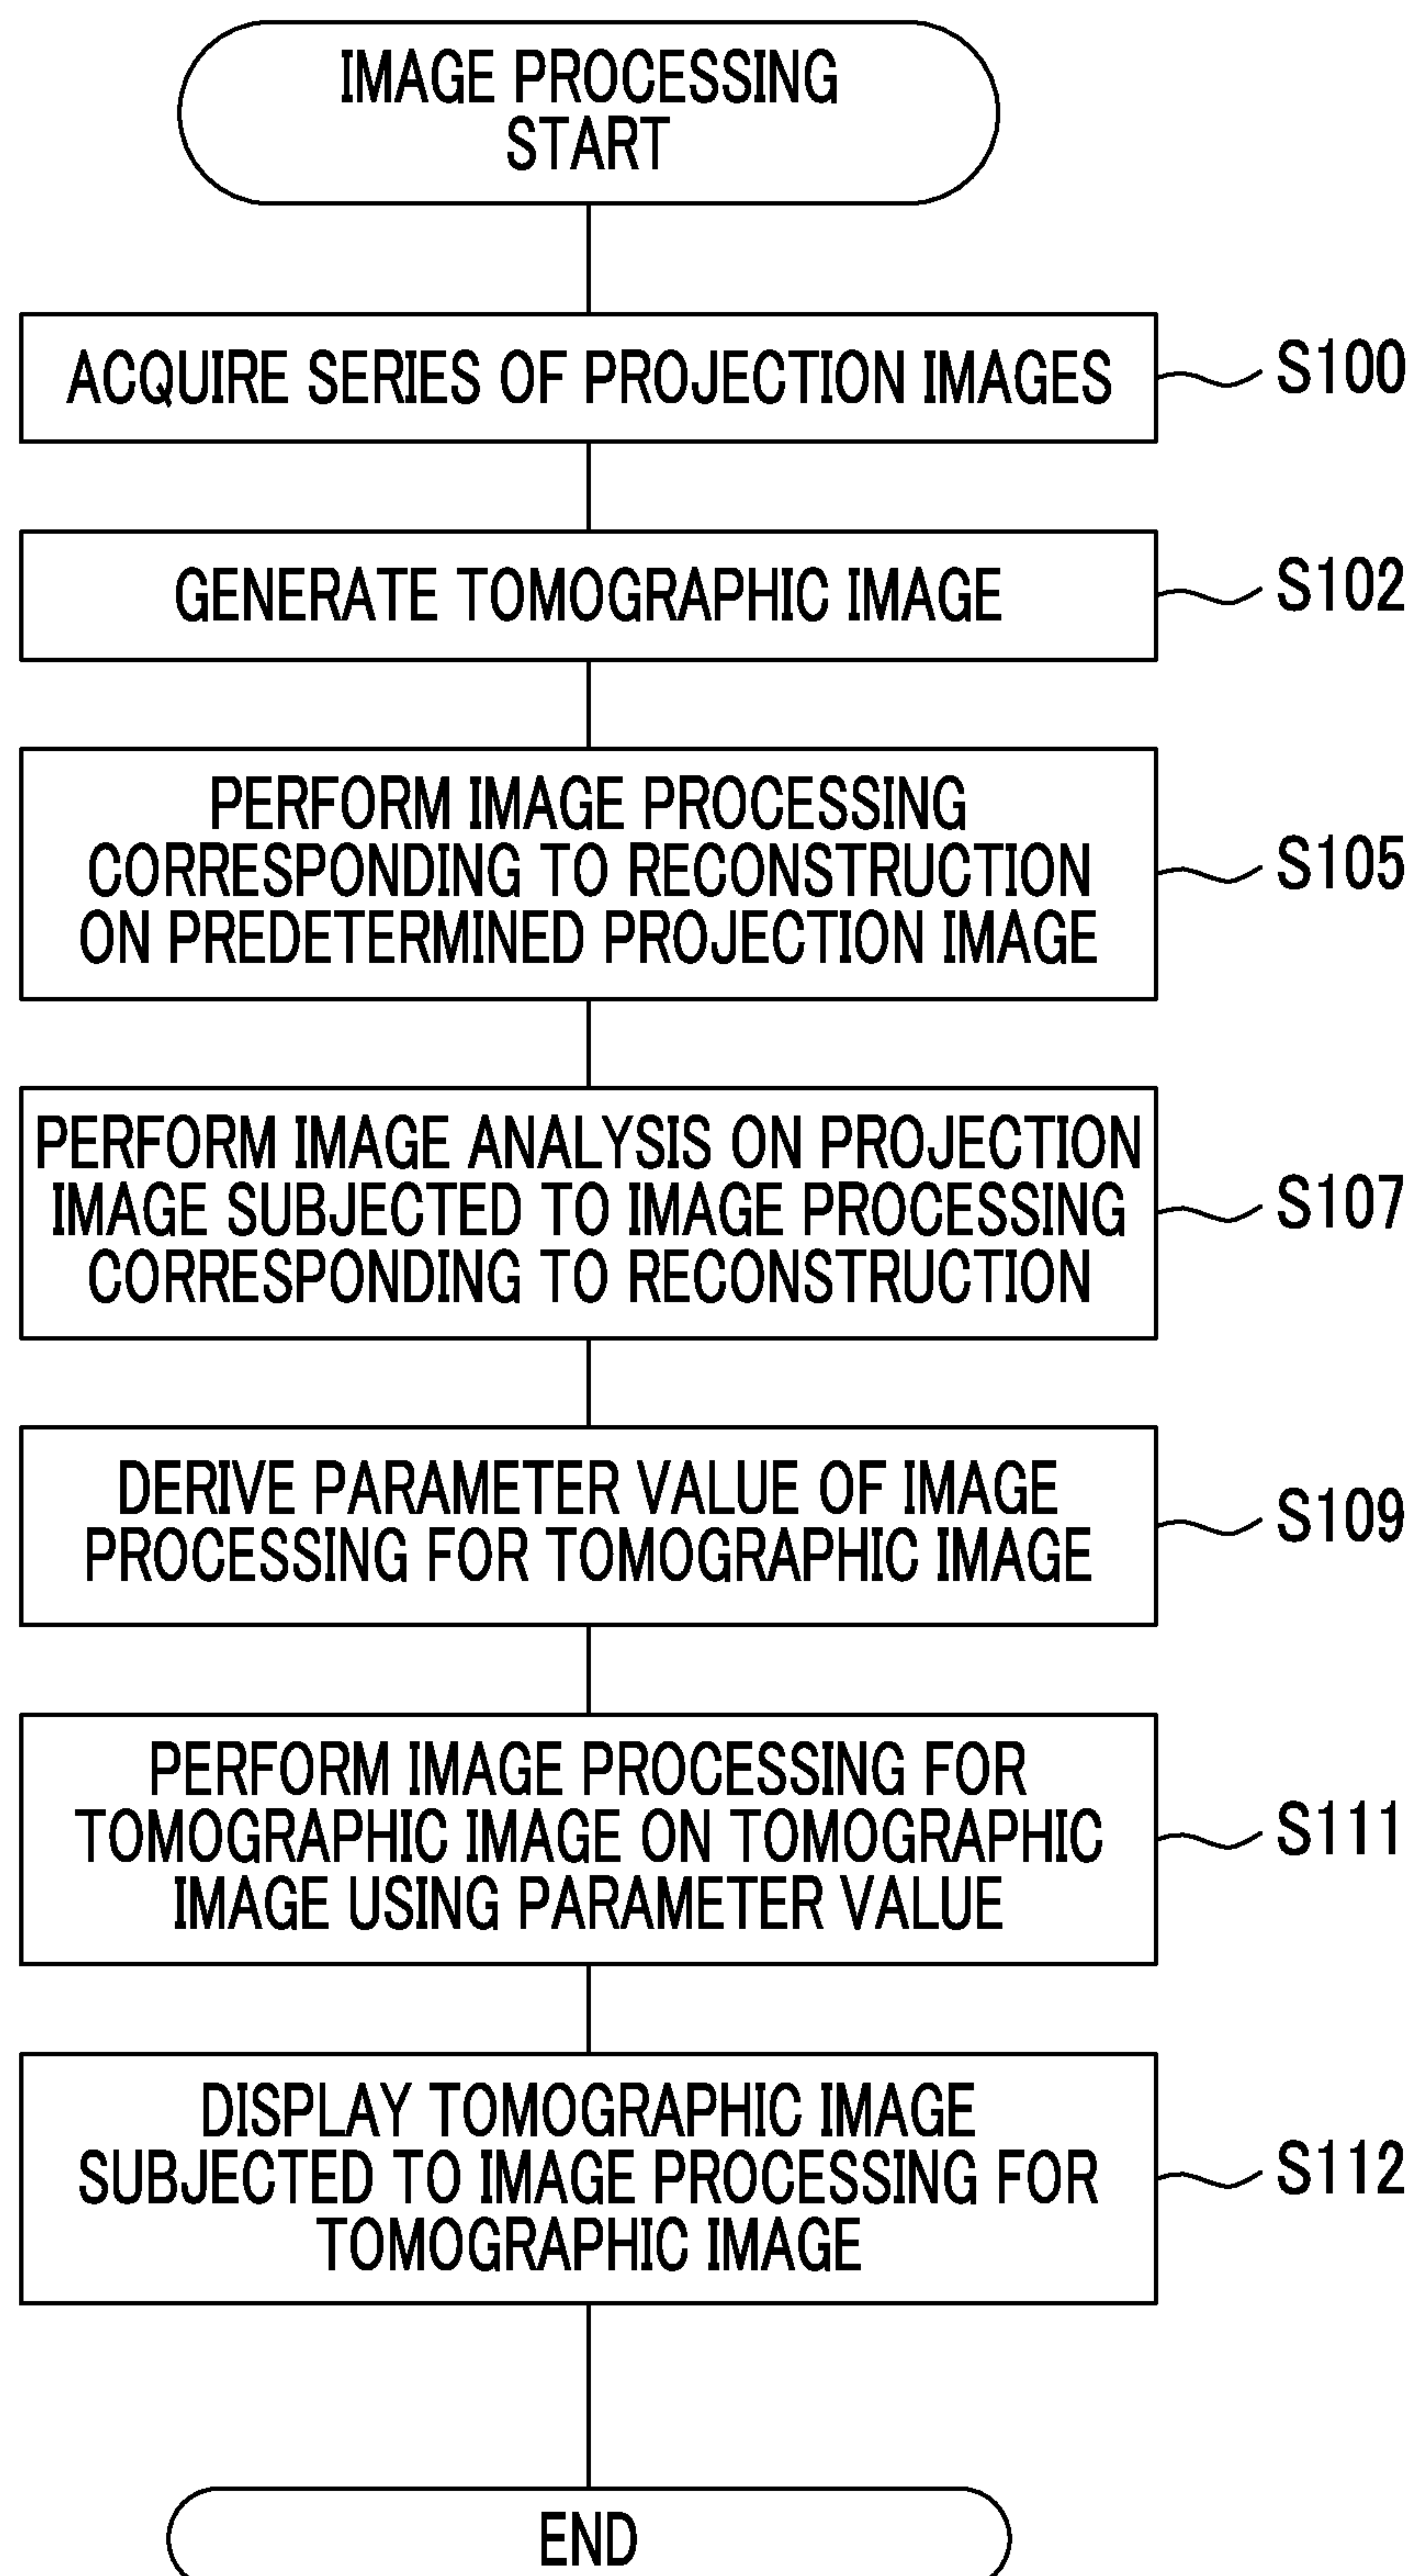 IMAGE PROCESSING
START
ACQUIRE SERIES OF PROJECTION IMAGES
S100
GENERATE TOMOGRAPHIC IMAGE
S102
PERFORM IMAGE PROCESSING
CORRESPONDING TO RECONSTRUCTION
ON PREDETERMINED PROJECTION IMAGE
S105
PERFORM IMAGE ANALYSIS ON PROJECTION
IMAGE SUBJECTED TO IMAGE PROCESSING
CORRESPONDING TO RECONSTRUCTION
S107
DERIVE PARAMETER VALUE OF IMAGE
PROCESSING FOR TOMOGRAPHIC IMAGE
S109
PERFORM IMAGE PROCESSING FOR
TOMOGRAPHIC IMAGE ON TOMOGRAPHIC
IMAGE USING PARAMETER VALUE
S111
DISPLAY TOMOGRAPHIC IMAGE
SUBJECTED TO IMAGE PROCESSING FOR
TOMOGRAPHIC IMAGE
S112
END